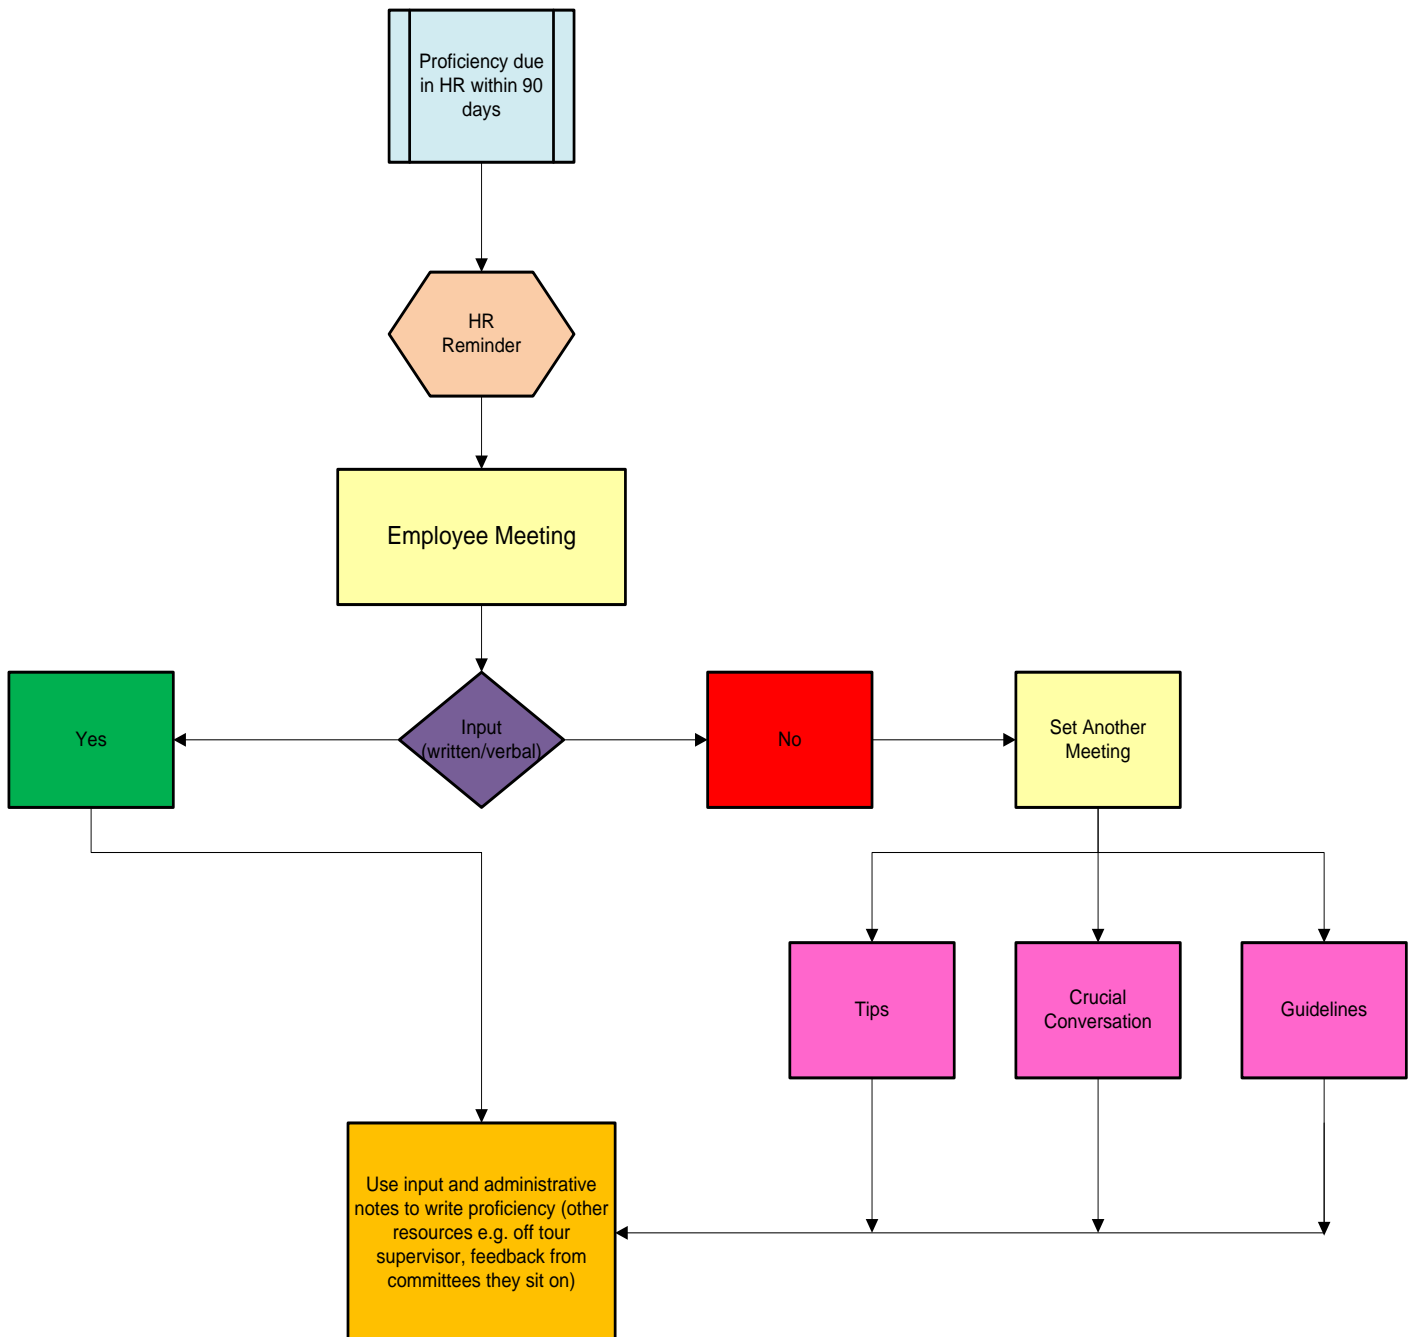 Proficiency due
in HR within 90
days
HR
Reminder
Employee Meeting
Yes
Input
(written/verbal)
No
Set Another
Meeting
Tips
Crucial
Conversation
Guidelines
Use input and administrative
notes to write proficiency (other
resources e.g. off tour
supervisor, feedback from
committees they sit on)